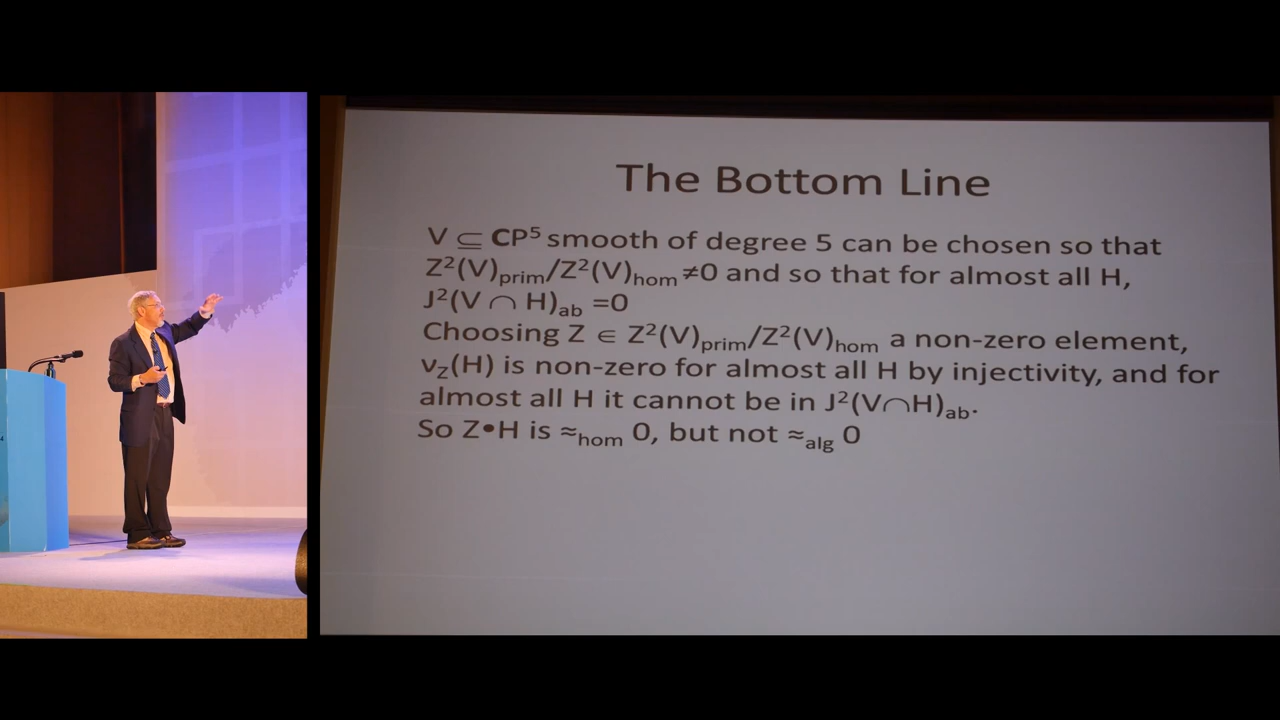 The Bottom Line
V ⊆ CP⁵ smooth of degree 5 can be chosen so that
Z²(V)prim/Z²(V)hom ≠0 and so that for almost all H,
J²(V ∩ H)ab =0
Choosing Z ∈ Z²(V)prim/Z²(V)hom a non-zero element,
νZ(H) is non-zero for almost all H by injectivity, and for
almost all H it cannot be in J²(V∩H)ab.
So Z•H is ≈hom 0, but not ≈alg 0